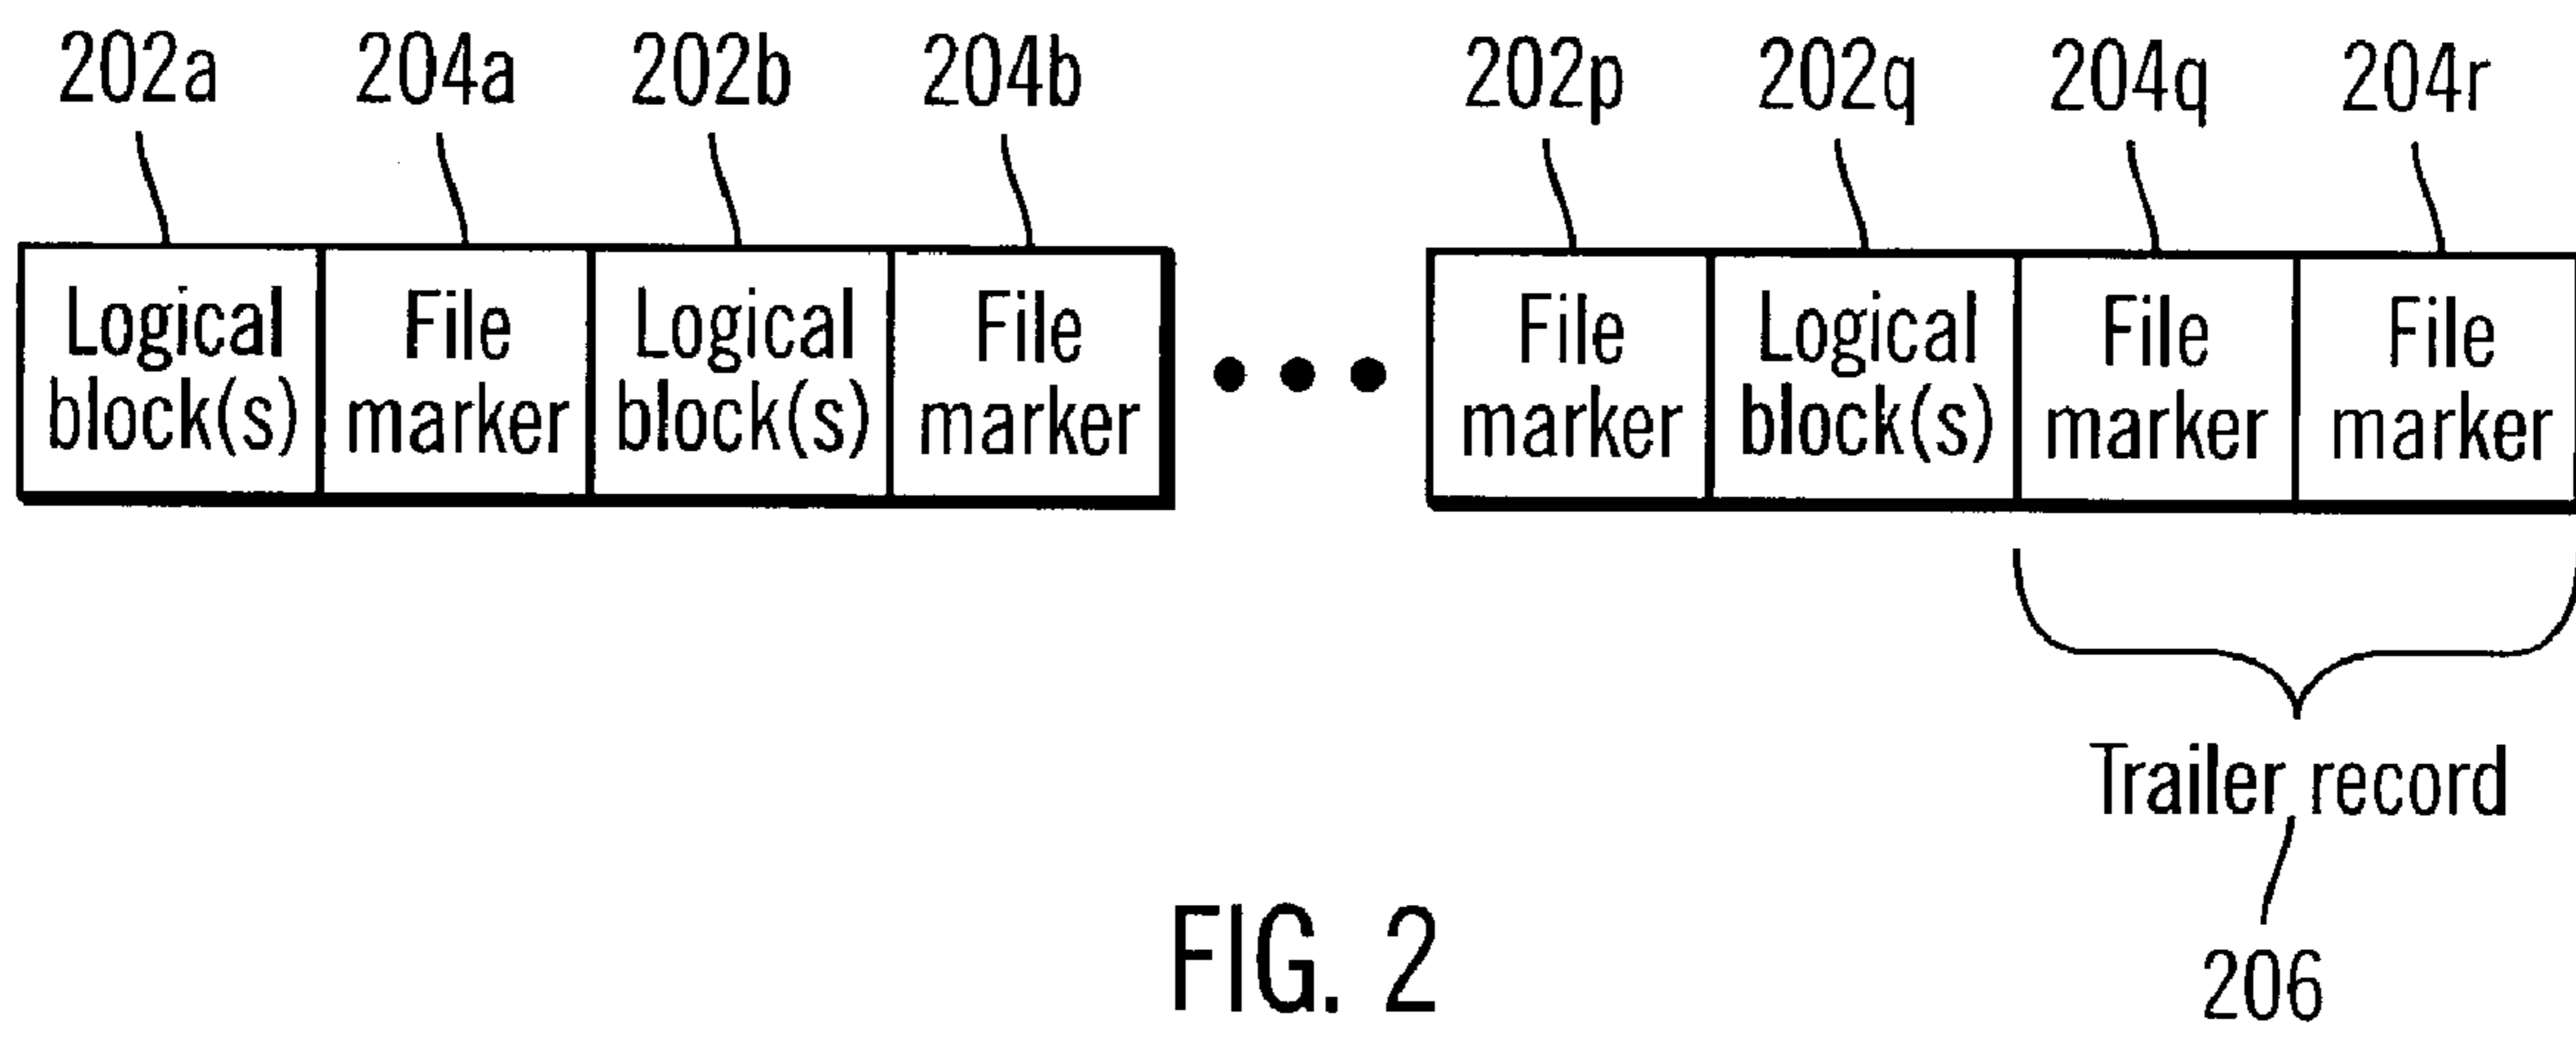 202a 204a 202b 204b 202p 202q 204q 204r
Logical File Logical File File Logical File File
block(s) marker block(s) marker marker block(s) marker marker
Trailer record
206
FIG. 2